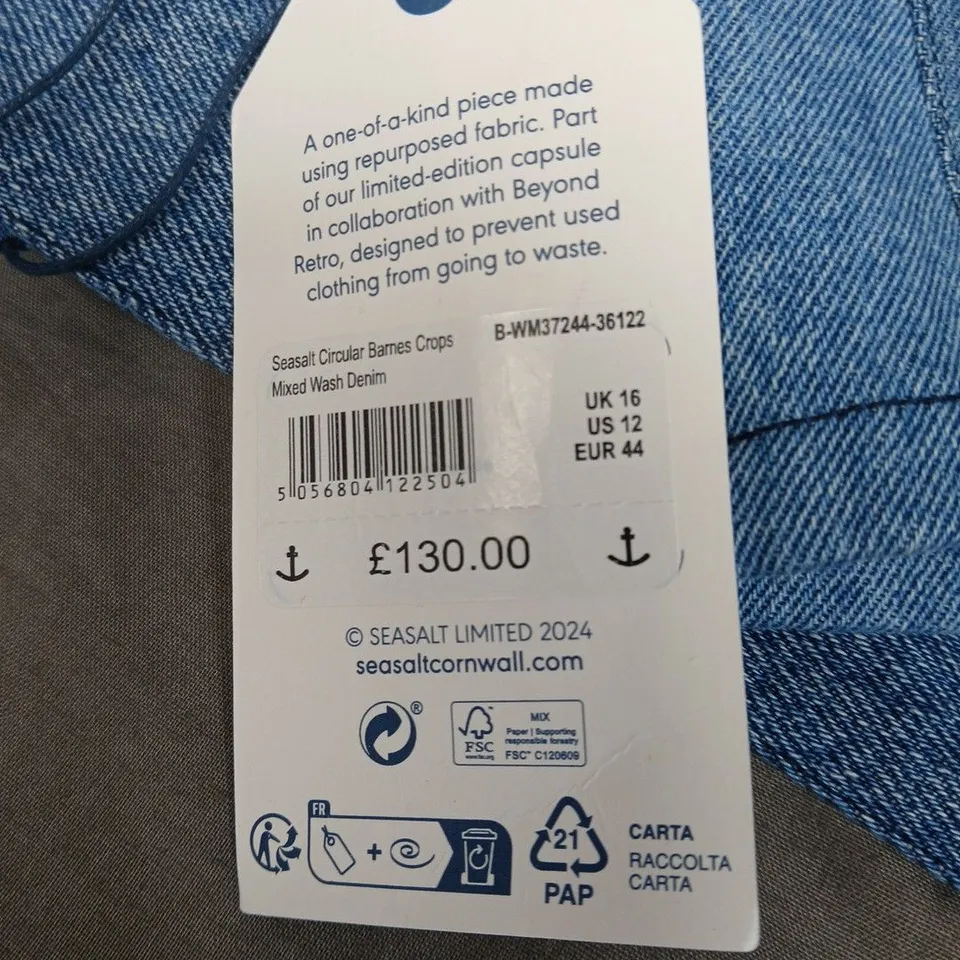 A one-of-a-kind piece made
using repurposed fabric. Part
of our limited-edition capsule
in collaboration with Beyond
Retro, designed to prevent used
clothing from going to waste.
Seasalt Circular Barnes Crops
Mixed Wash Denim
B-WM37244-36122
UK 16
US 12
EUR 44
5 056804 122504
£130.00
© SEASALT LIMITED 2024
seasaltcornwall.com
®
FSC
www.fsc.org
MIX
Paper | Supporting
responsible forestry
FSC™ C120609
FR
21
PAP
CARTA
RACCOLTA
CARTA